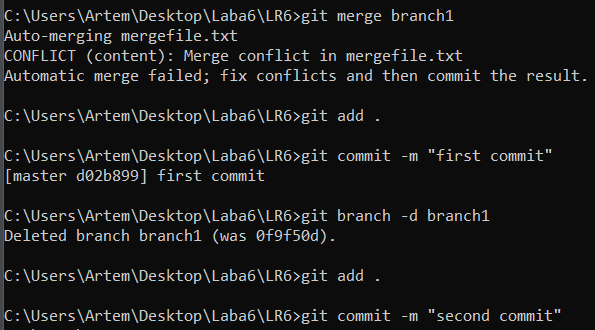 C:\Users\Artem\Desktop\Laba6\LR6>git merge branch1
Auto-merging mergefile.txt
CONFLICT (content): Merge conflict in mergefile.txt
Automatic merge failed; fix conflicts and then commit the result.
C:\Users\Artem\Desktop\Laba6\LR6>git add .
C:\Users\Artem\Desktop\Laba6\LR6>git commit -m "first commit"
[master d02b899] first commit
C:\Users\Artem\Desktop\Laba6\LR6>git branch -d branch1
Deleted branch branch1 (was 0f9f50d).
C:\Users\Artem\Desktop\Laba6\LR6>git add .
C:\Users\Artem\Desktop\Laba6\LR6>git commit -m "second commit"